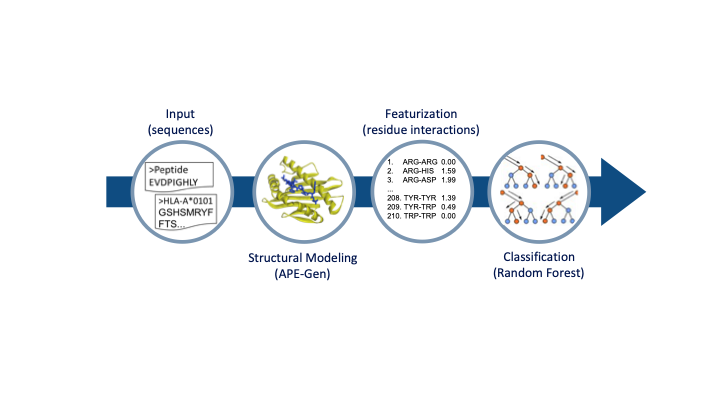 Input
(sequences)
>Peptide
EVDPIGHLY
>HLA-A*0101
GSHSMRYF
FTS...
Structural Modeling
(APE-Gen)
Featurization
(residue interactions)
1. ARG-ARG 0.00
2. ARG-HIS 1.59
3. ARG-ASP 1.99
...
208. TYR-TYR 1.39
209. TYR-TRP 0.49
210. TRP-TRP 0.00
Classification
(Random Forest)